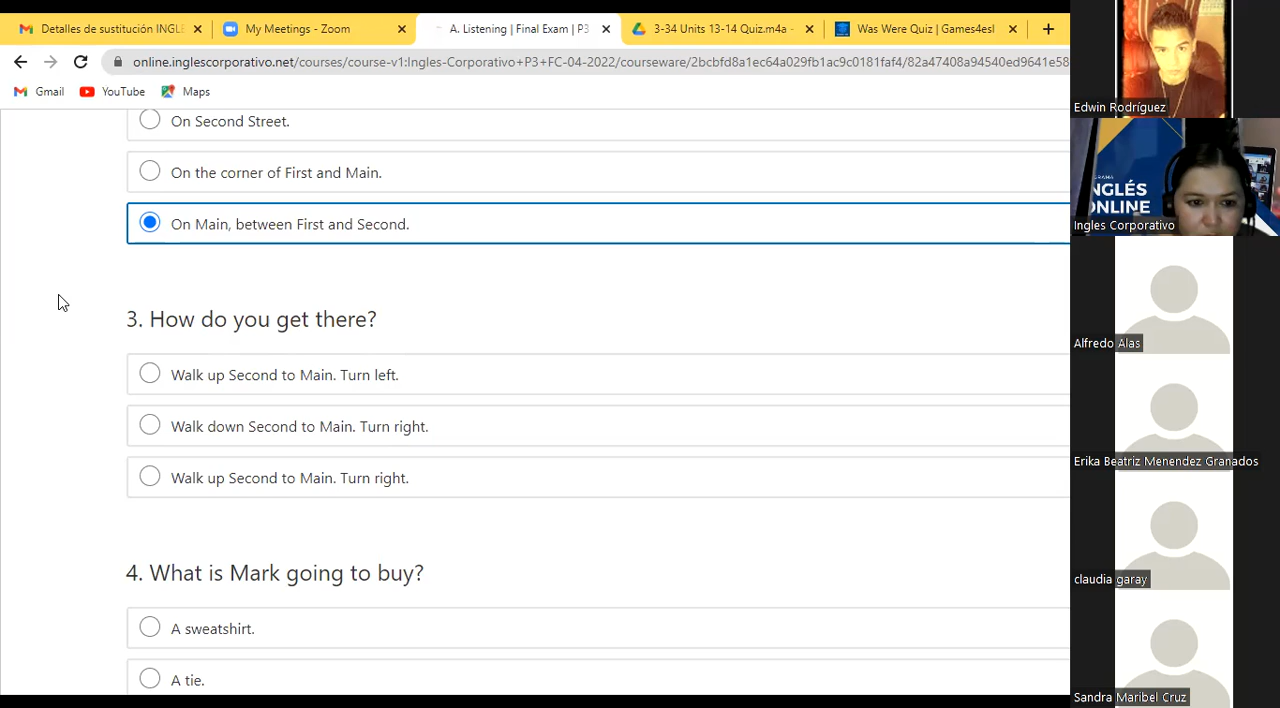 Detalles de sustitución INGLÉ
My Meetings - Zoom
A. Listening | Final Exam | P3
3-34 Units 13-14 Quiz.m4a -
Was Were Quiz | Games4esl
online.inglescorporativo.net/courses/course-v1:Ingles-Corporativo+P3+FC-04-2022/courseware/2bcbfd8a1ec64a029fb1ac9c0181faf4/82a47408a94540ed9641e58
Gmail
YouTube
Maps
On Second Street.
On the corner of First and Main.
On Main, between First and Second.
3. How do you get there?
Walk up Second to Main. Turn left.
Walk down Second to Main. Turn right.
Walk up Second to Main. Turn right.
4. What is Mark going to buy?
A sweatshirt.
A tie.
Edwin Rodríguez
NGLÉS
ONLINE
Ingles Corporativo
Alfredo Alas
Erika Beatriz Menendez Granados
claudia garay
Sandra Maribel Cruz